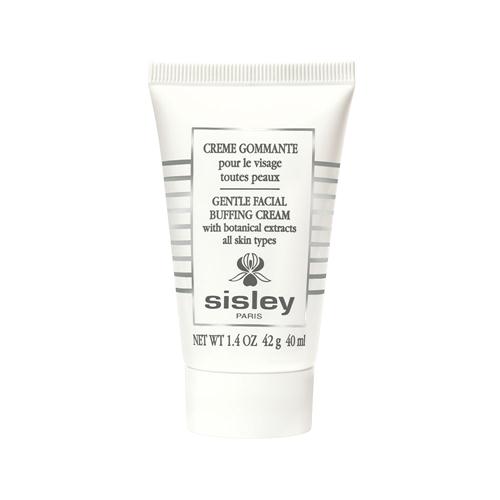 CREME GOMMANTE
pour le visage
toutes peaux
GENTLE FACIAL
BUFFING CREAM
with botanical extracts
all skin types
sisley
PARIS
NET WT 1.4 OZ 42 g 40 ml